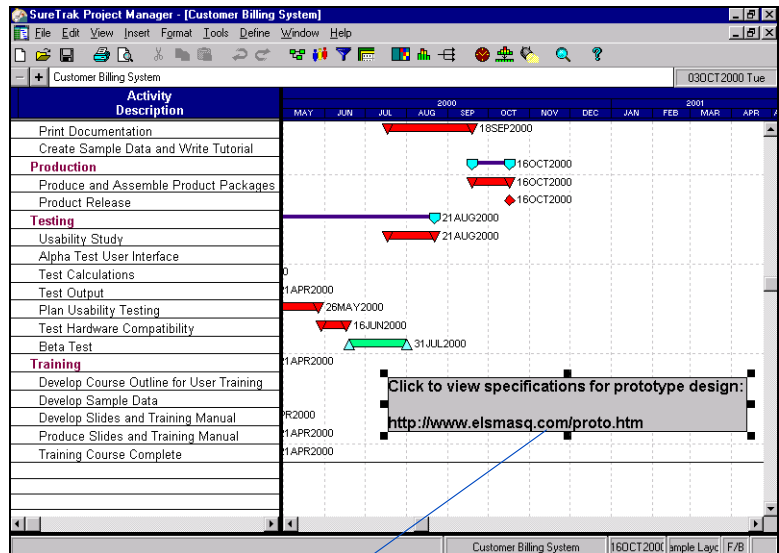 SureTrak Project Manager - [Customer Billing System]
File Edit View Insert Format Tools Define Window Help
Customer Billing System
03OCT2000 Tue
Activity
Description
2000
2001
MAY JUN JUL AUG SEP OCT NOV DEC JAN FEB MAR APR
Print Documentation
18SEP2000
Create Sample Data and Write Tutorial
Production
16OCT2000
Produce and Assemble Product Packages
16OCT2000
Product Release
16OCT2000
Testing
21AUG2000
Usability Study
21AUG2000
Alpha Test User Interface
Test Calculations
0
Test Output
21APR2000
Plan Usability Testing
26MAY2000
Test Hardware Compatibility
16JUN2000
Beta Test
31JUL2000
Training
21APR2000
Develop Course Outline for User Training
Develop Sample Data
Develop Slides and Training Manual
PR2000
Produce Slides and Training Manual
21APR2000
Training Course Complete
21APR2000
Click to view specifications for prototype design:
http://www.elsmasq.com/proto.htm
Customer Billing System
16OCT200
ample Layo
F/B